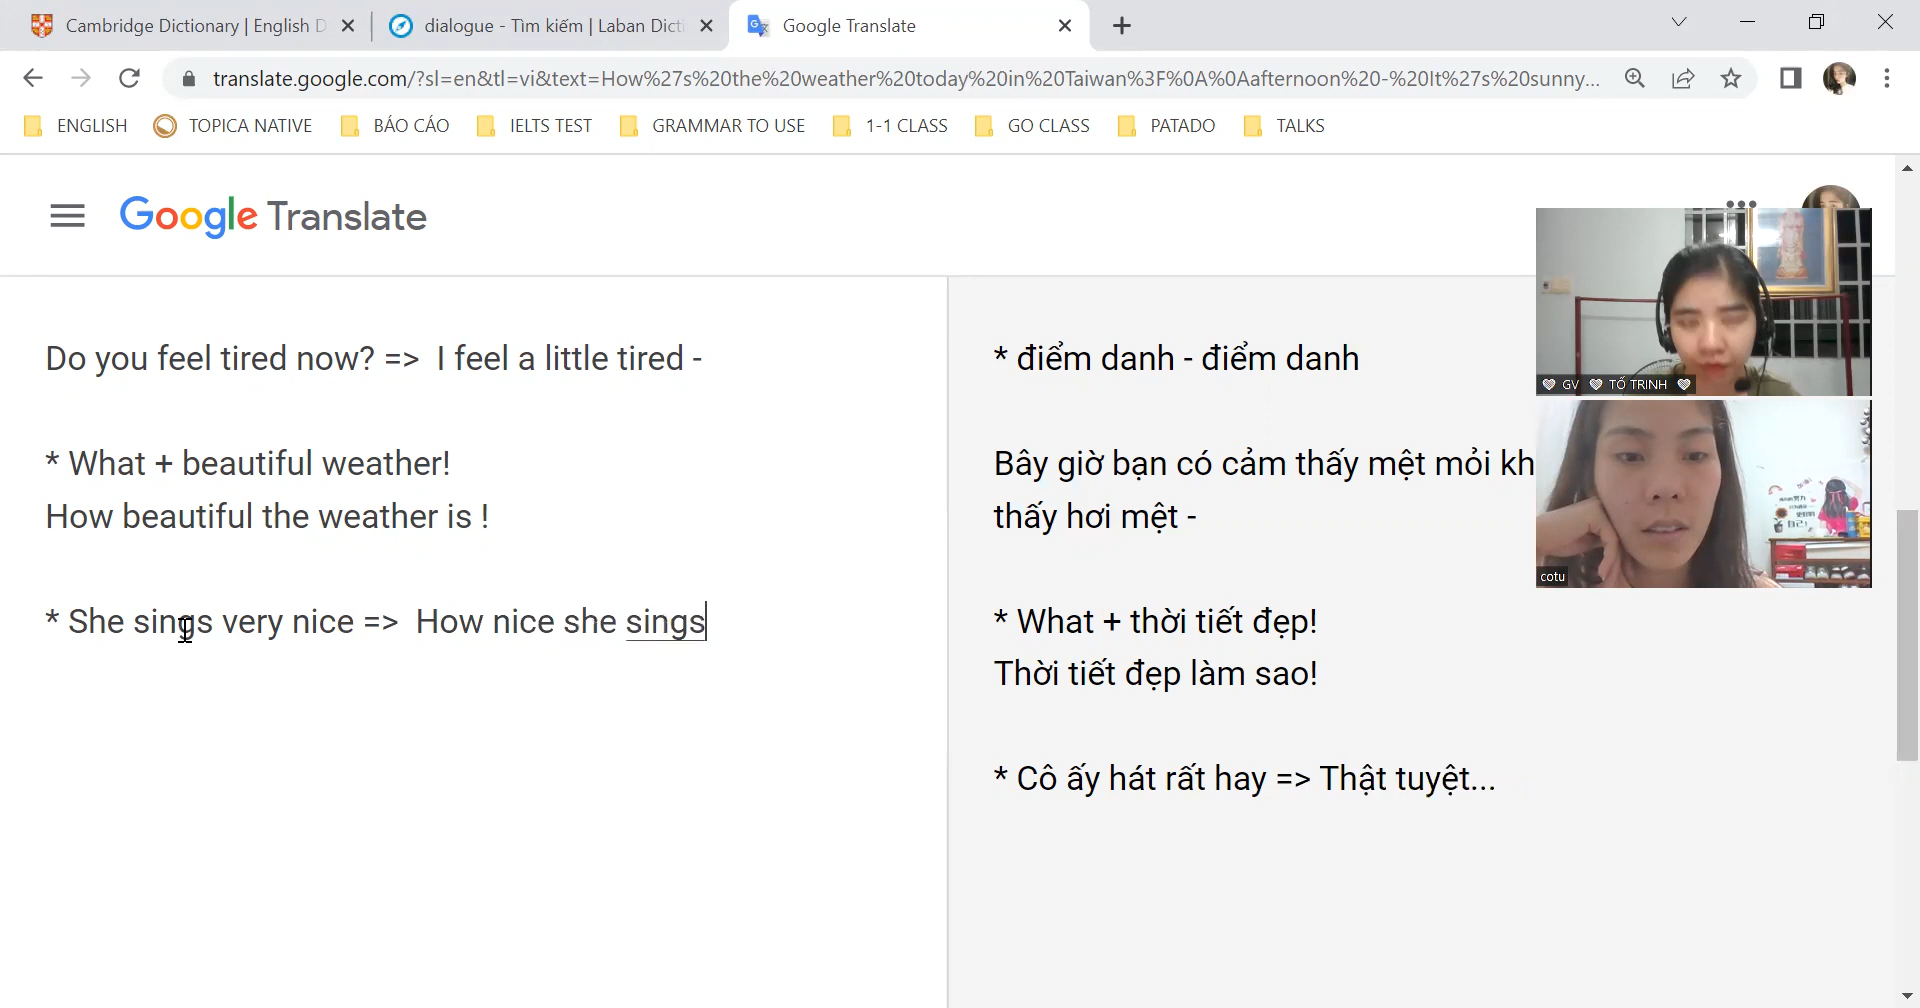 Cambridge Dictionary | English D
dialogue - Tìm kiếm | Laban Dicti
Google Translate
translate.google.com/?sl=en&tl=vi&text=How%27s%20the%20weather%20today%20in%20Taiwan%3F%0A%0Aafternoon%20-%20It%27s%20sunny...
ENGLISH
TOPICA NATIVE
BÁO CÁO
IELTS TEST
GRAMMAR TO USE
1-1 CLASS
GO CLASS
PATADO
TALKS
Google Translate
Do you feel tired now? => I feel a little tired -
* What + beautiful weather!
How beautiful the weather is !
* She sings very nice => How nice she sings
* điểm danh - điểm danh
Bây giờ bạn có cảm thấy mệt mỏi kh
thấy hơi mệt -
* What + thời tiết đẹp!
Thời tiết đẹp làm sao!
* Cô ấy hát rất hay => Thật tuyệt...
GV TỐ TRINH
cotu